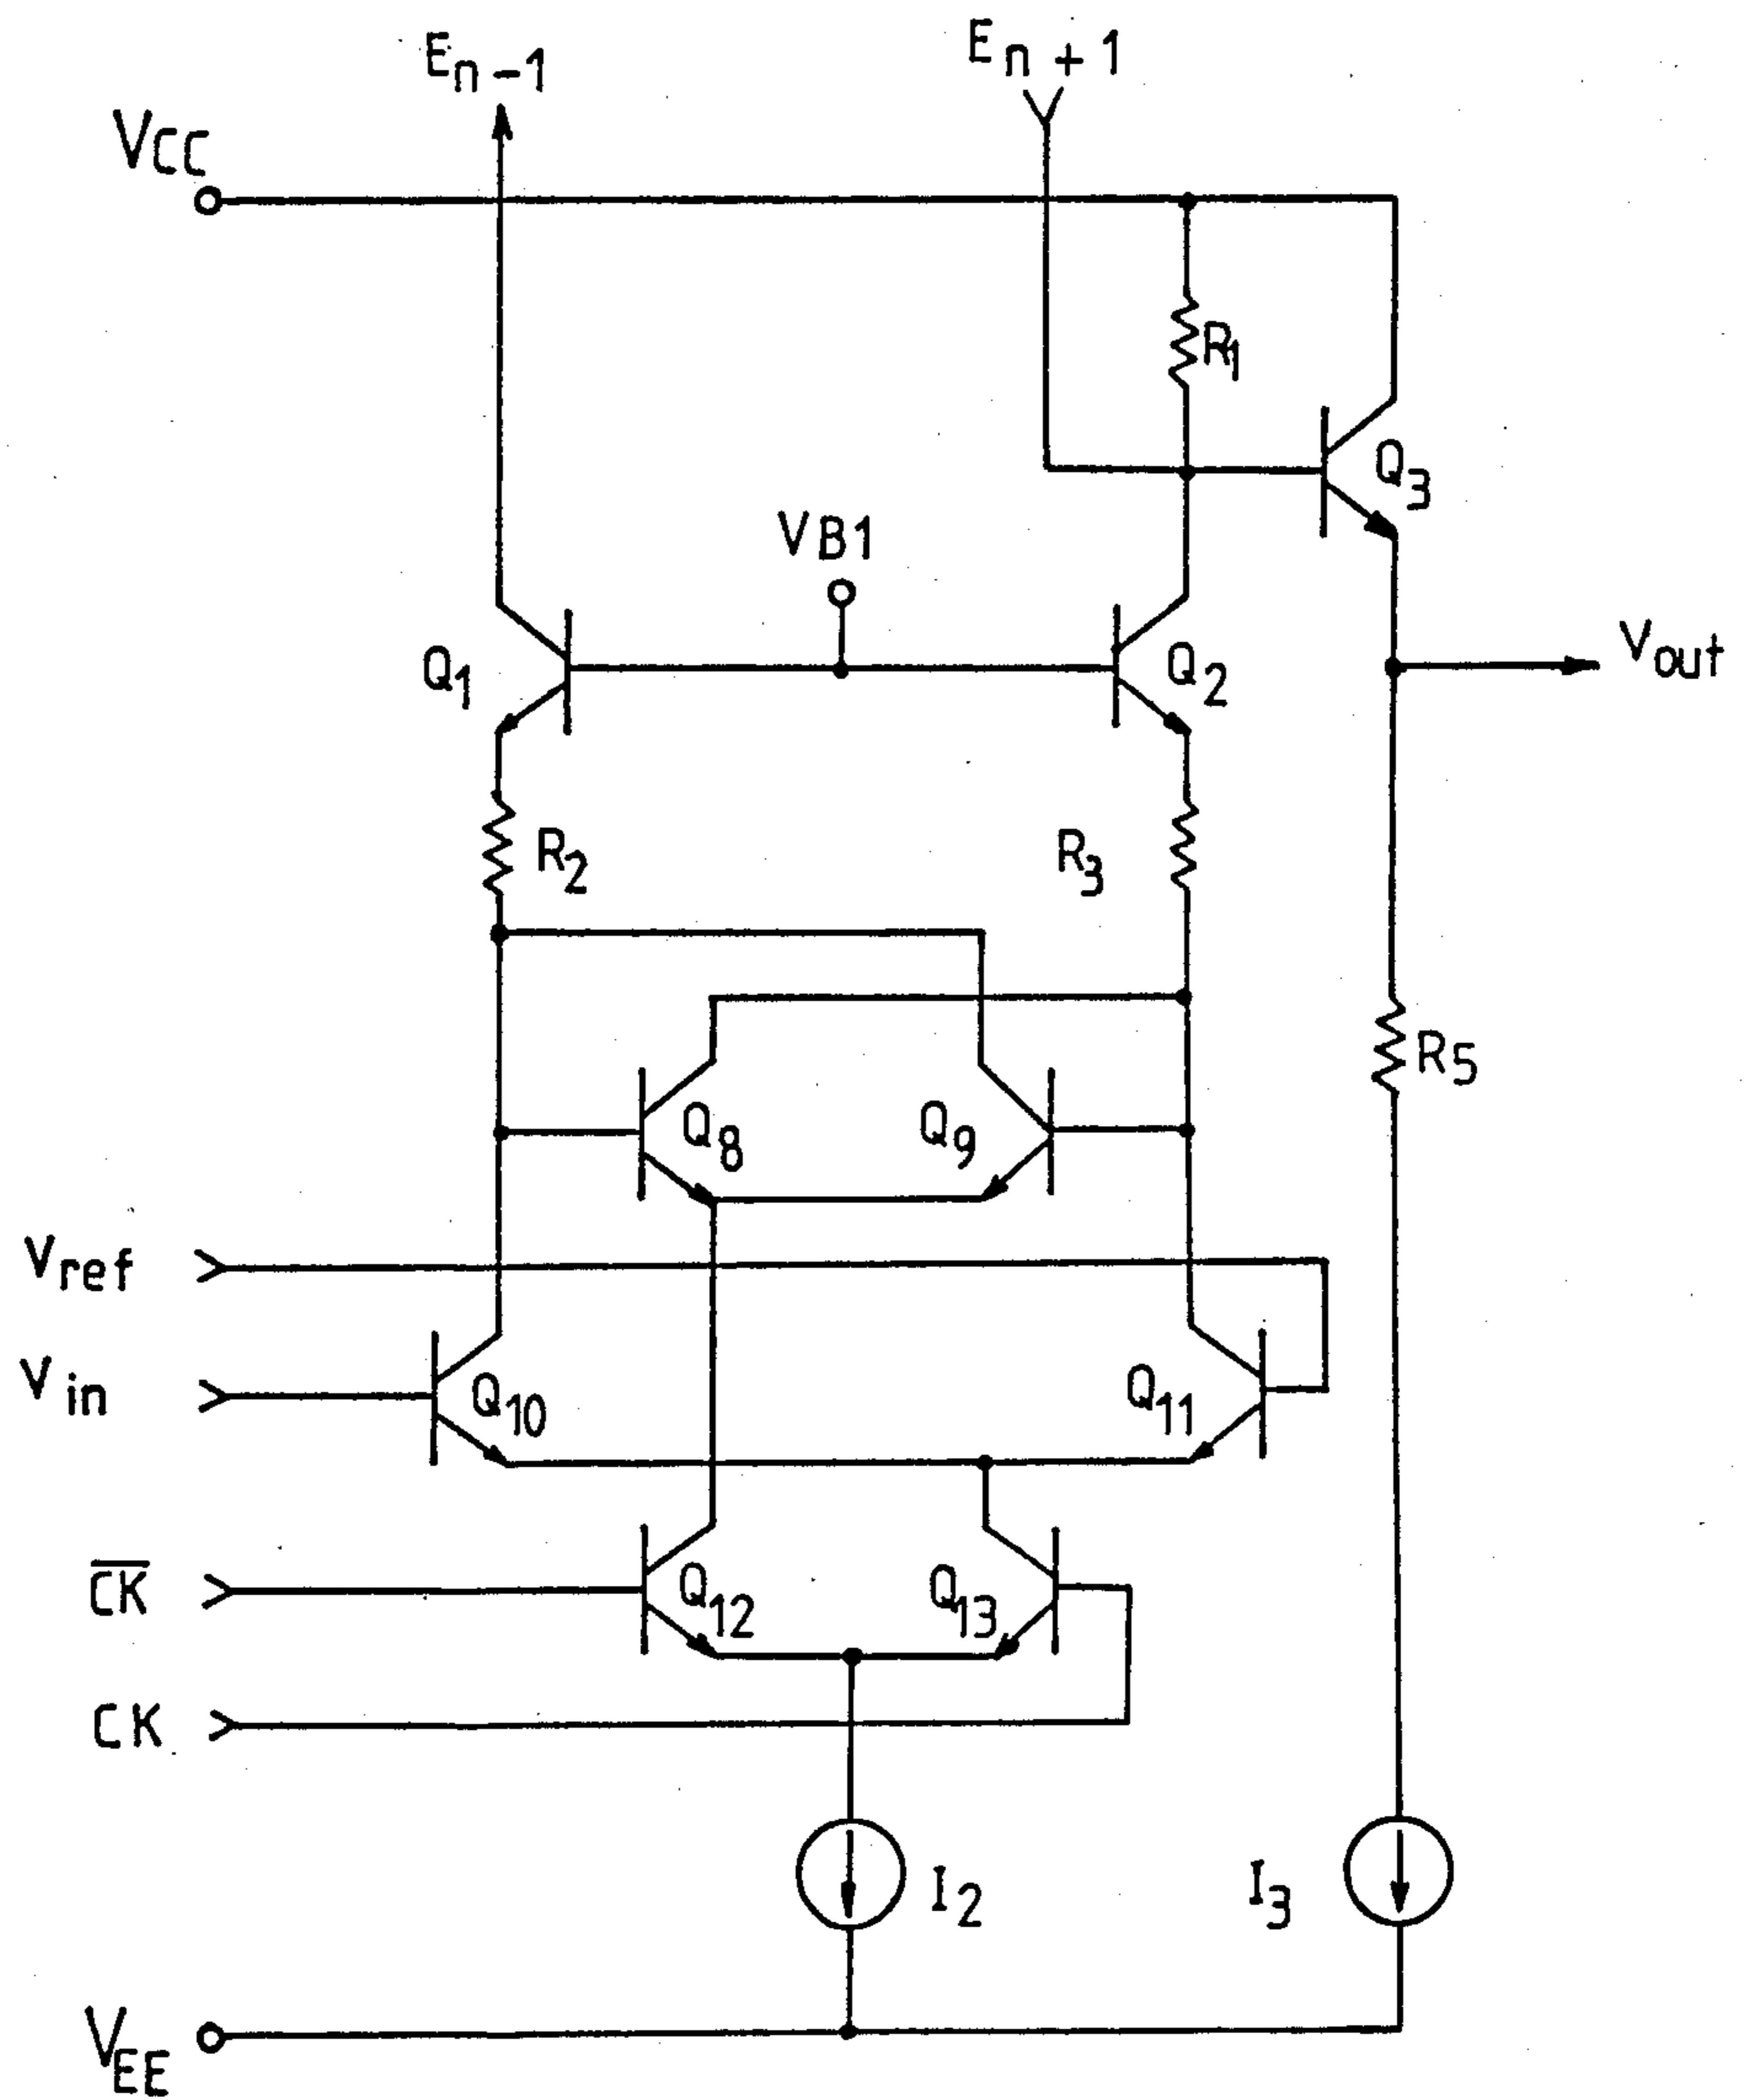 En-1
En+1
VCC
R1
Q3
VB1
Q1
Q2
Vout
R2
R3
R5
Q8
Q9
Vref
Vin
Q10
Q11
C̅K̅
Q12
Q13
CK
I2
I3
VEE